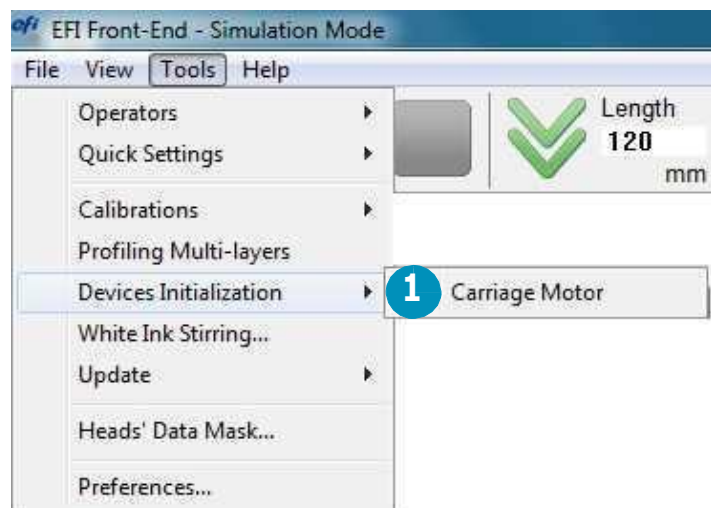 efi EFI Front-End - Simulation Mode
File View Tools Help
Operators
Length
120
mm
Quick Settings
Calibrations
Profiling Multi-layers
Devices Initialization
1 Carriage Motor
White Ink Stirring...
Update
Heads' Data Mask...
Preferences...